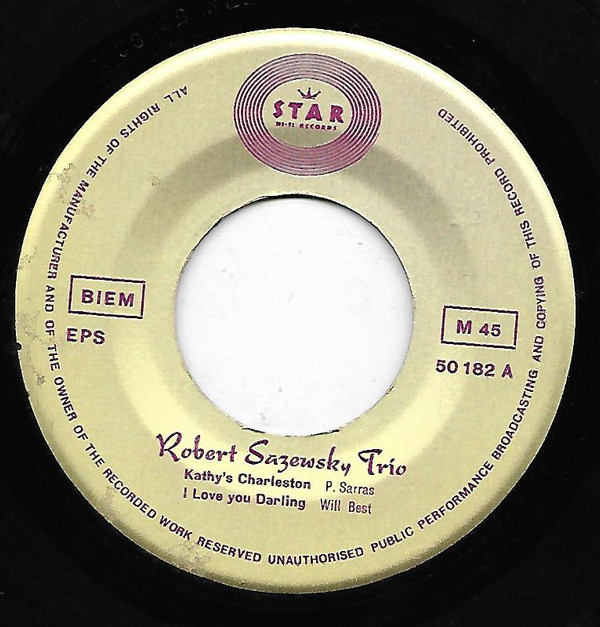 STAR
HI-FI RECORDS
ALL RIGHTS OF THE MANUFACTURER AND OF THE OWNER OF THE RECORDED WORK RESERVED UNAUTHORISED PUBLIC PERFORMANCE BROADCASTING AND COPYING OF THIS RECORD PROHIBITED
BIEM
EPS
M 45
50 182 A
Robert Sazewsky Trio
Kathy's Charleston P. Sarras
I Love you Darling Will Best